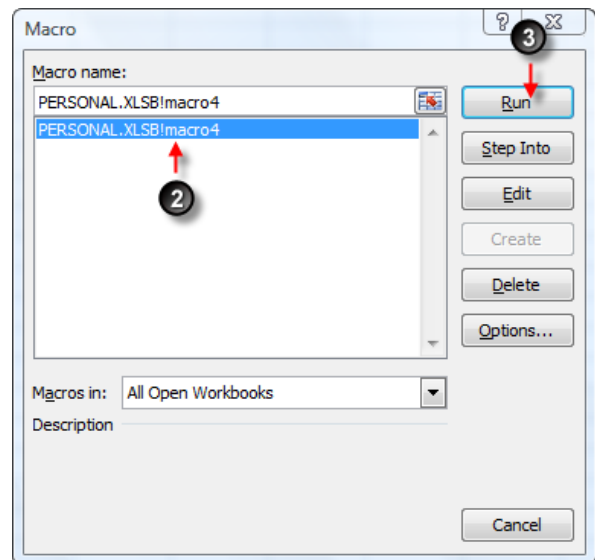 Macro
?
3
Macro name:
PERSONAL.XLSB!macro4
Run
PERSONAL.XLSB!macro4
Step Into
2
Edit
Create
Delete
Options...
Macros in: All Open Workbooks
Description
Cancel